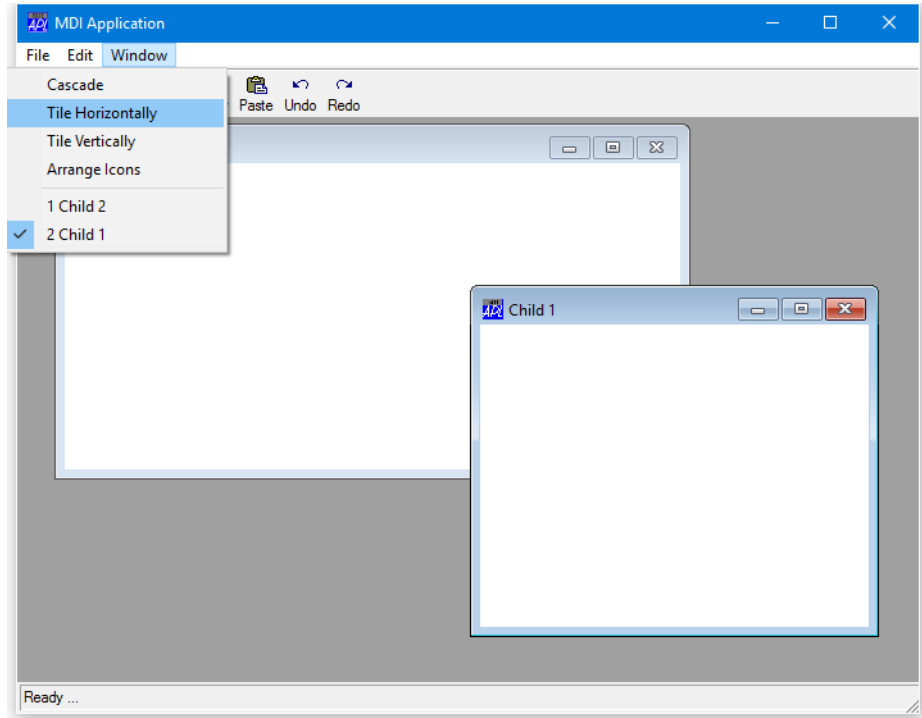 MDI Application
File Edit Window
Cascade
Tile Horizontally
Tile Vertically
Arrange Icons
1 Child 2
2 Child 1
Paste Undo Redo
APL Child 1
Ready ...